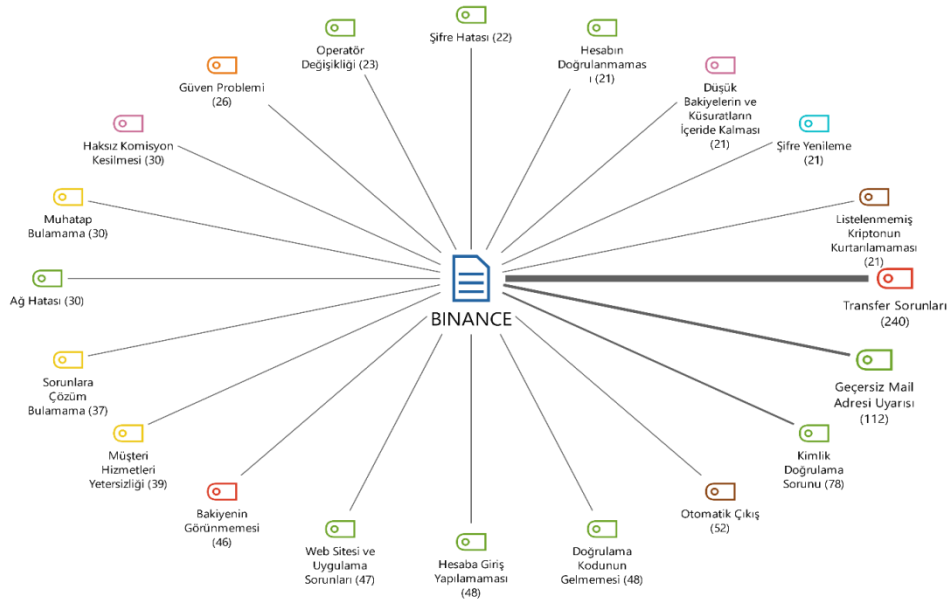 Şifre Hatası (22)
Operatör
Değişikliği (23)
Hesabın
Doğrulanmamas
ı (21)
Güven Problemi
(26)
Düşük
Bakiyelerin ve
Küsuratların
İçeride Kalması
(21)
Haksız Komisyon
Kesilmesi (30)
Şifre Yenileme
(21)
Muhatap
Bulamama (30)
Listelenmemiş
Kriptonun
Kurtarılamaması
(21)
Ağ Hatası (30)
BINANCE
Transfer Sorunları
(240)
Sorunlara
Çözüm
Bulamama (37)
Geçersiz Mail
Adresi Uyarısı
(112)
Müşteri
Hizmetleri
Yetersizliği (39)
Kimlik
Doğrulama
Sorunu (78)
Bakiyenin
Görünmemesi
(46)
Otomatik Çıkış
(52)
Web Sitesi ve
Uygulama
Sorunları (47)
Hesaba Giriş
Yapılamaması
(48)
Doğrulama
Kodunun
Gelmemesi (48)